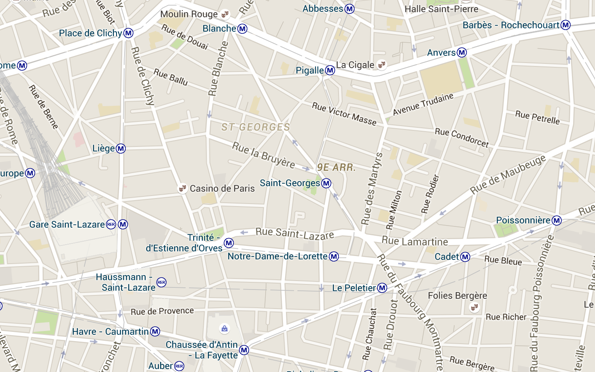 Moulin Rouge
Abbesses
Halle Saint-Pierre
Barbès - Rochechouart
Place de Clichy
Blanche
Rue de Douai
Anvers
ome
Pigalle
La Cigale
Rue Ballu
Rue Blanche
Rue de Clichy
Rue de Berne
Rue de Rome
Rue Victor Masse
Avenue Trudaine
Rue Petrelle
ST GEORGES
Rue Condorcet
Liège
Rue la Bruyère
9E ARR.
Rue des Martyrs
Rue de Maubeuge
urope
Casino de Paris
Saint-Georges
Rue Milton
Rue Rodier
Gare Saint-Lazare
Poissonnière
Trinité -
d'Estienne d'Orves
Rue Saint-Lazare
Rue Lamartine
Notre-Dame-de-Lorette
Cadet
Rue Bleue
Haussmann -
Saint-Lazare
Le Peletier
Rue du Faubourg Montmartre
Folies Bergère
Rue du Faubourg Poissonnière
Rue de Provence
Rue Richer
Havre - Caumartin
Rue Drouot
Rue Chauchat
Chaussée d'Antin
- La Fayette
Auber
Rue Bergère